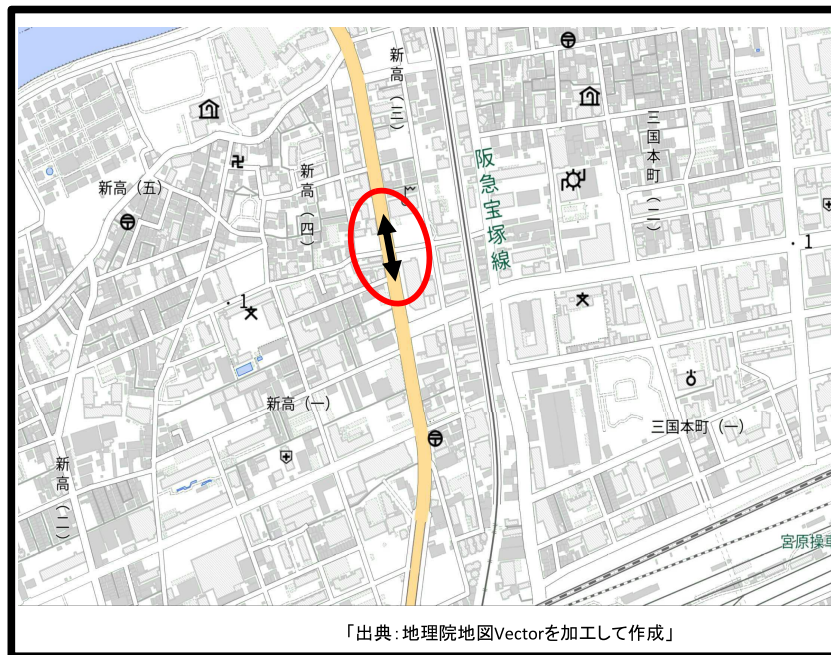 新高（三）
三国本町（二）
阪急宝塚線
新高（五）
新高（四）
. 1
. 1
新高（一）
三国本町（一）
新高（二）
宮原操車
「出典：地理院地図Vectorを加工して作成」